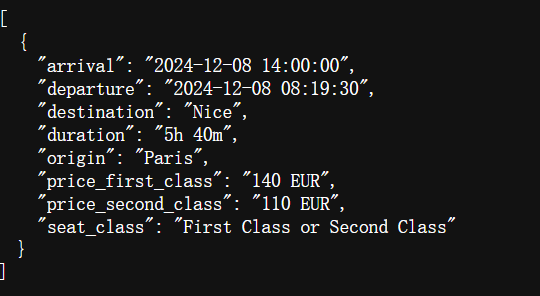 [
  {
    "arrival": "2024-12-08 14:00:00",
    "departure": "2024-12-08 08:19:30",
    "destination": "Nice",
    "duration": "5h 40m",
    "origin": "Paris",
    "price_first_class": "140 EUR",
    "price_second_class": "110 EUR",
    "seat_class": "First Class or Second Class"
  }
]